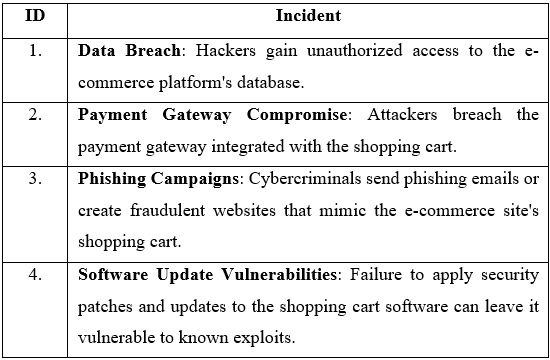 ID Incident
1. Data Breach: Hackers gain unauthorized access to the e-
commerce platform's database.
2. Payment Gateway Compromise: Attackers breach the
payment gateway integrated with the shopping cart.
3. Phishing Campaigns: Cybercriminals send phishing emails or
create fraudulent websites that mimic the e-commerce site's
shopping cart.
4. Software Update Vulnerabilities: Failure to apply security
patches and updates to the shopping cart software can leave it
vulnerable to known exploits.